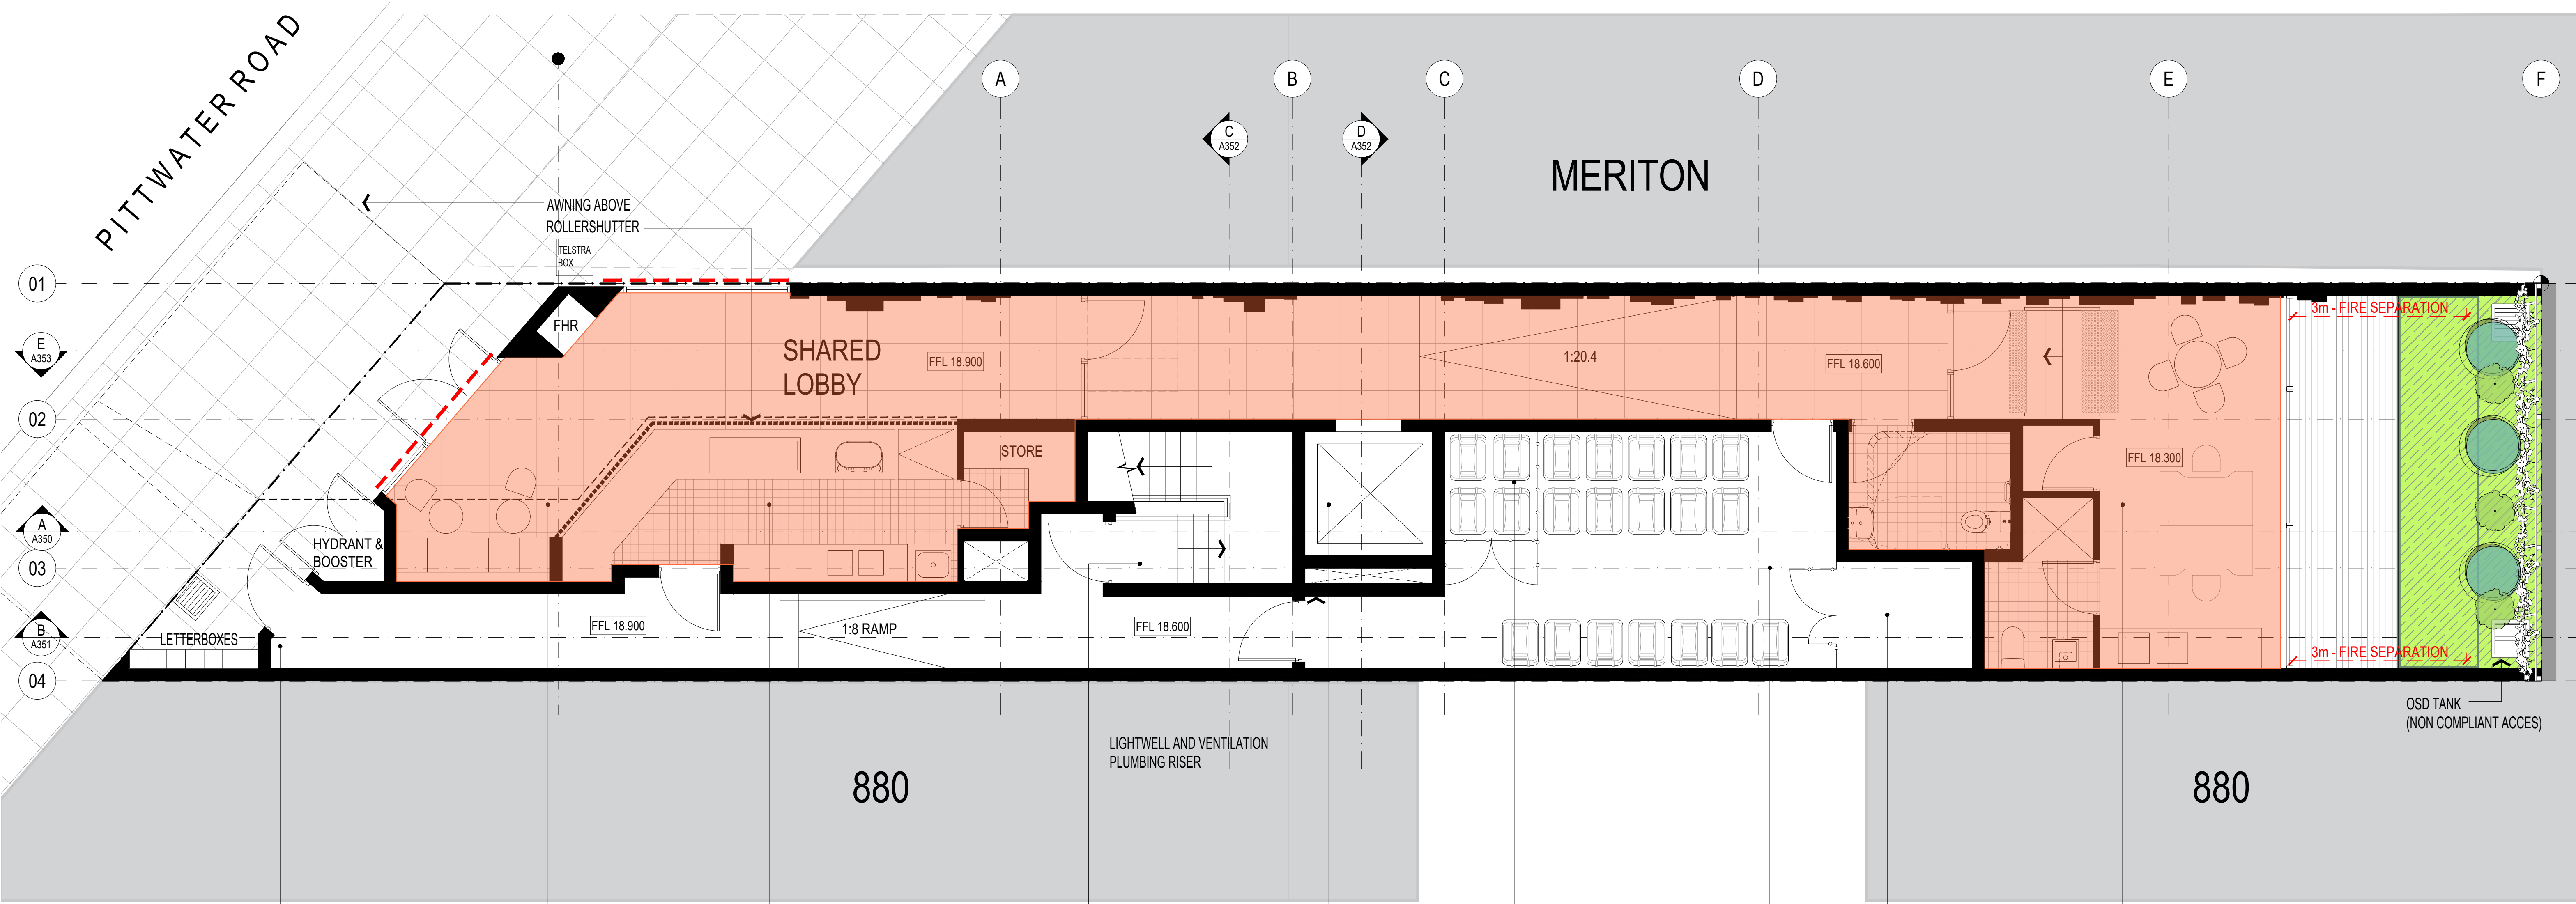 PITTWATER ROAD
A
B
C
D
E
F
C
A352
D
A352
MERITON
AWNING ABOVE
ROLLERSHUTTER
TELSTRA
BOX
01
FHR
3m - FIRE SEPARATION
E
A353
SHARED
LOBBY
FFL 18.900
1:20.4
FFL 18.600
02
STORE
FFL 18.300
A
A350
HYDRANT &
BOOSTER
03
B
A351
LETTERBOXES
FFL 18.900
1:8 RAMP
FFL 18.600
3m - FIRE SEPARATION
04
OSD TANK
(NON COMPLIANT ACCES)
LIGHTWELL AND VENTILATION
PLUMBING RISER
880
880